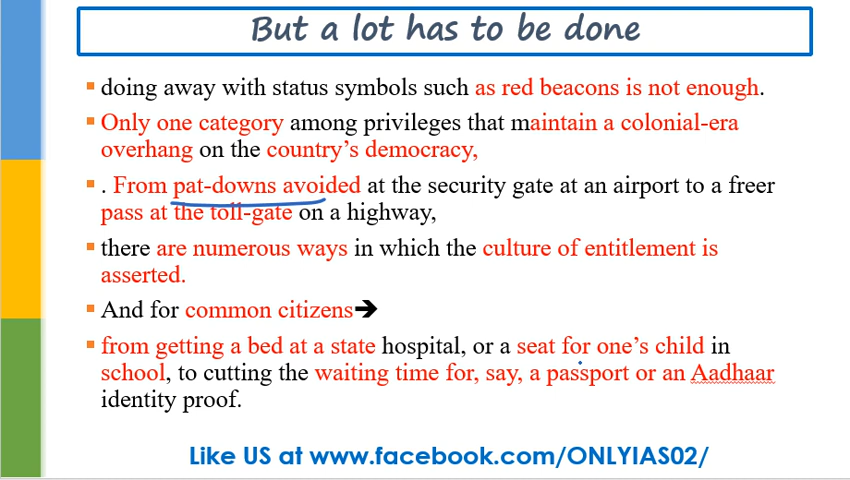 But a lot has to be done
doing away with status symbols such as red beacons is not enough.
Only one category among privileges that maintain a colonial-era
overhang on the country's democracy,
. From pat-downs avoided at the security gate at an airport to a freer
pass at the toll-gate on a highway,
there are numerous ways in which the culture of entitlement is
asserted.
And for common citizens➔
from getting a bed at a state hospital, or a seat for one's child in
school, to cutting the waiting time for, say, a passport or an Aadhaar
identity proof.
Like US at www.facebook.com/ONLYIAS02/